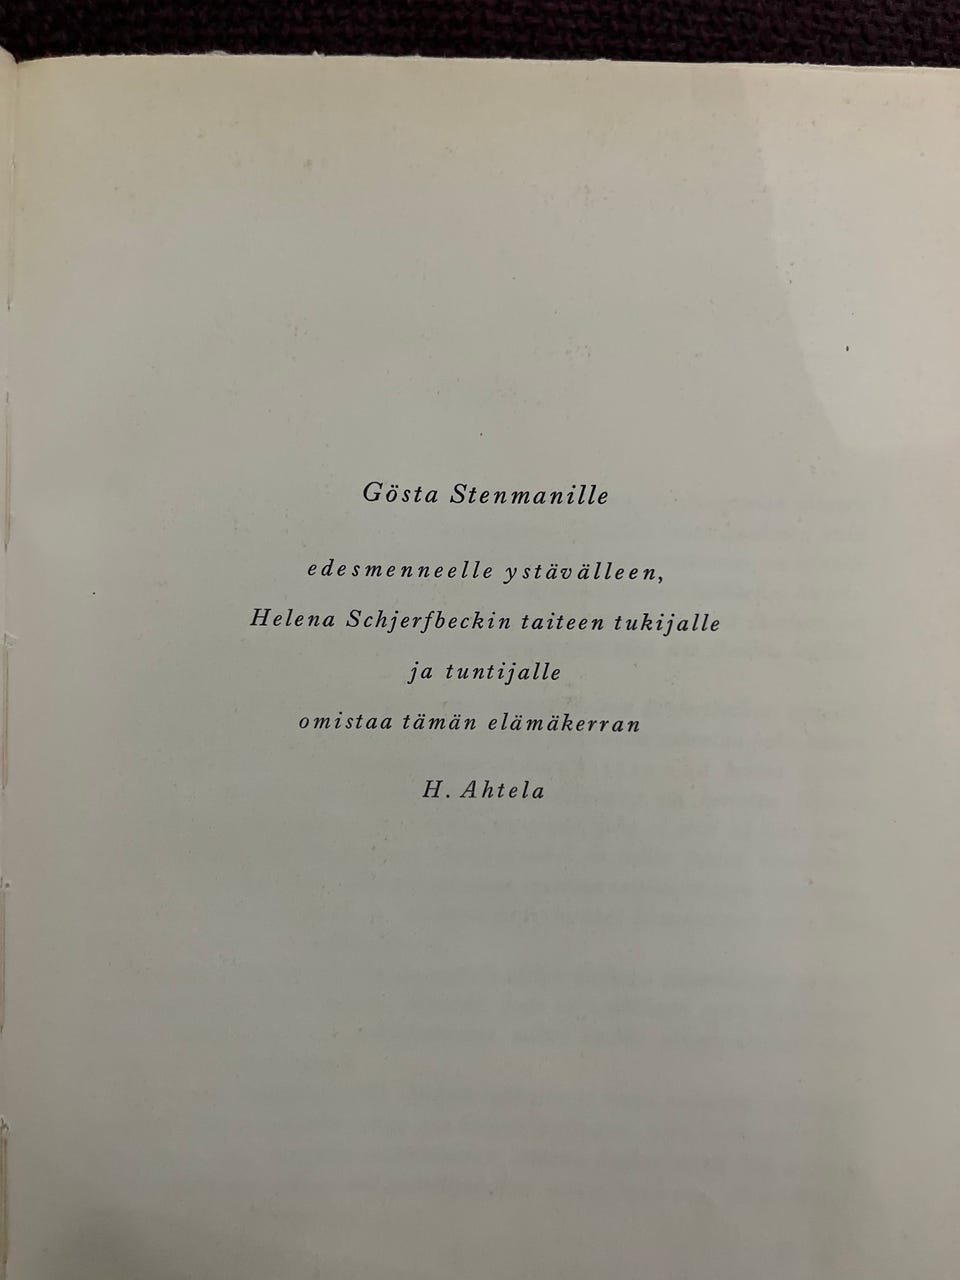 Gösta Stenmanille
edesmenneelle ystävälleen,
Helena Schjerfbeckin taiteen tukijalle
ja tuntijalle
omistaa tämän elämäkerran
H. Ahtela